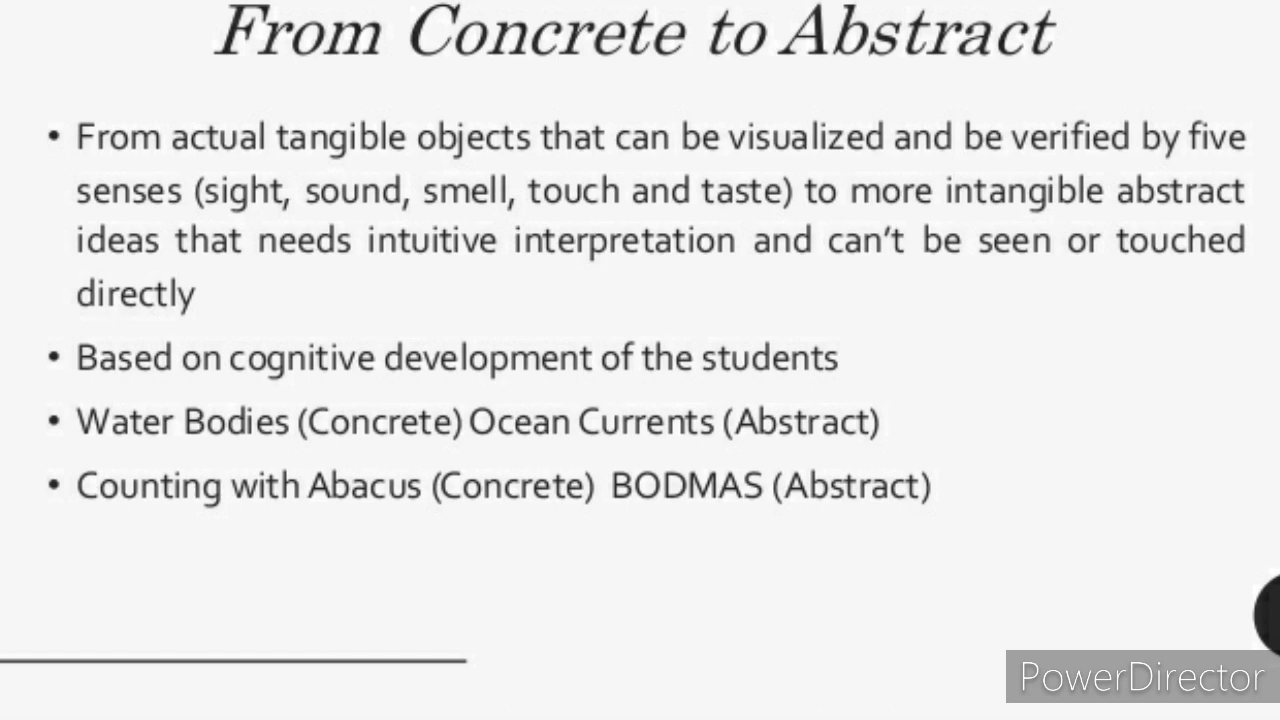 From Concrete to Abstract
• From actual tangible objects that can be visualized and be verified by five
senses (sight, sound, smell, touch and taste) to more intangible abstract
ideas that needs intuitive interpretation and can't be seen or touched
directly
• Based on cognitive development of the students
• Water Bodies (Concrete) Ocean Currents (Abstract)
• Counting with Abacus (Concrete) BODMAS (Abstract)
PowerDirector